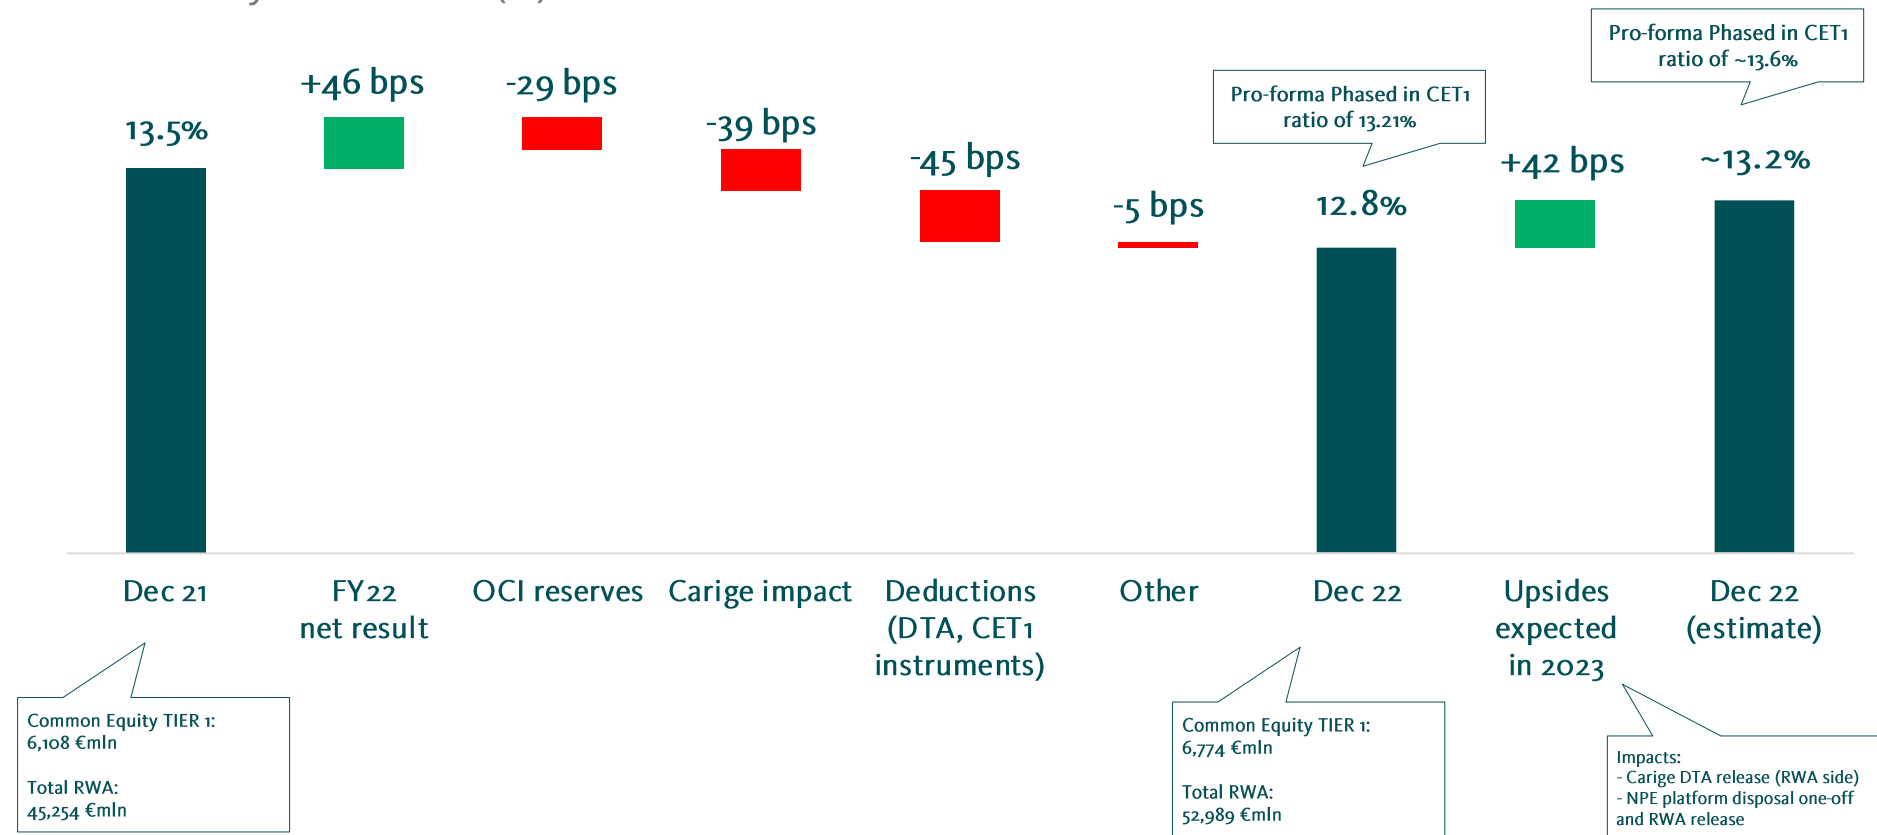 Pro-forma Phased in CET1
ratio of ~13.6%
Pro-forma Phased in CET1
ratio of 13.21%
13.5%
+46 bps
-29 bps
-39 bps
-45 bps
-5 bps
12.8%
+42 bps
~13.2%
Dec 21
FY22
net result
OCI reserves
Carige impact
Deductions
(DTA, CET1
instruments)
Other
Dec 22
Upsides
expected
in 2023
Dec 22
(estimate)
Common Equity TIER 1:
6,108 €mln
Total RWA:
45,254 €mln
Common Equity TIER 1:
6,774 €mln
Total RWA:
52,989 €mln
Impacts:
- Carige DTA release (RWA side)
- NPE platform disposal one-off
and RWA release